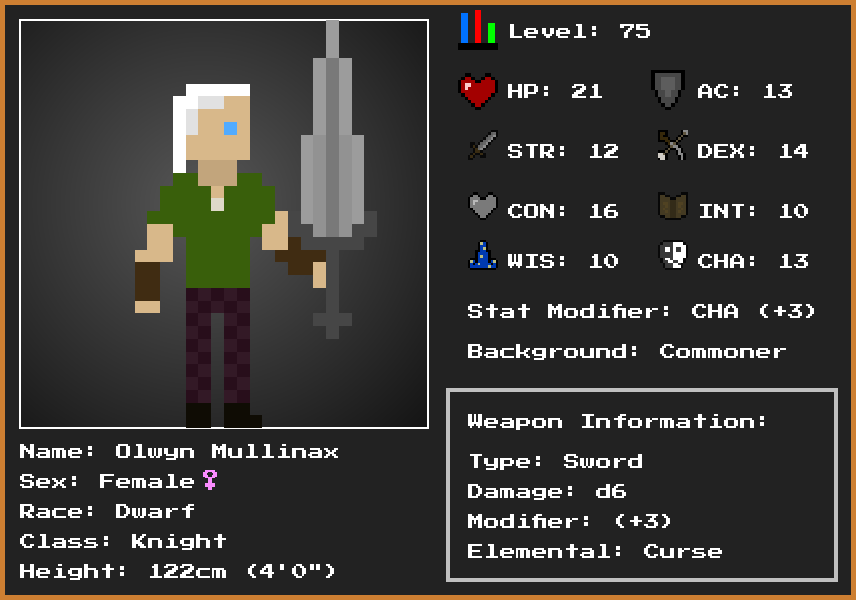 Level: 75
HP: 21 AC: 13
STR: 12 DEX: 14
CON: 16 INT: 10
WIS: 10 CHA: 13
Stat Modifier: CHA (+3)
Background: Commoner
Weapon Information:
Type: Sword
Damage: d6
Modifier: (+3)
Elemental: Curse
Name: Olwyn Mullinax
Sex: Female♀
Race: Dwarf
Class: Knight
Height: 122cm (4'0")